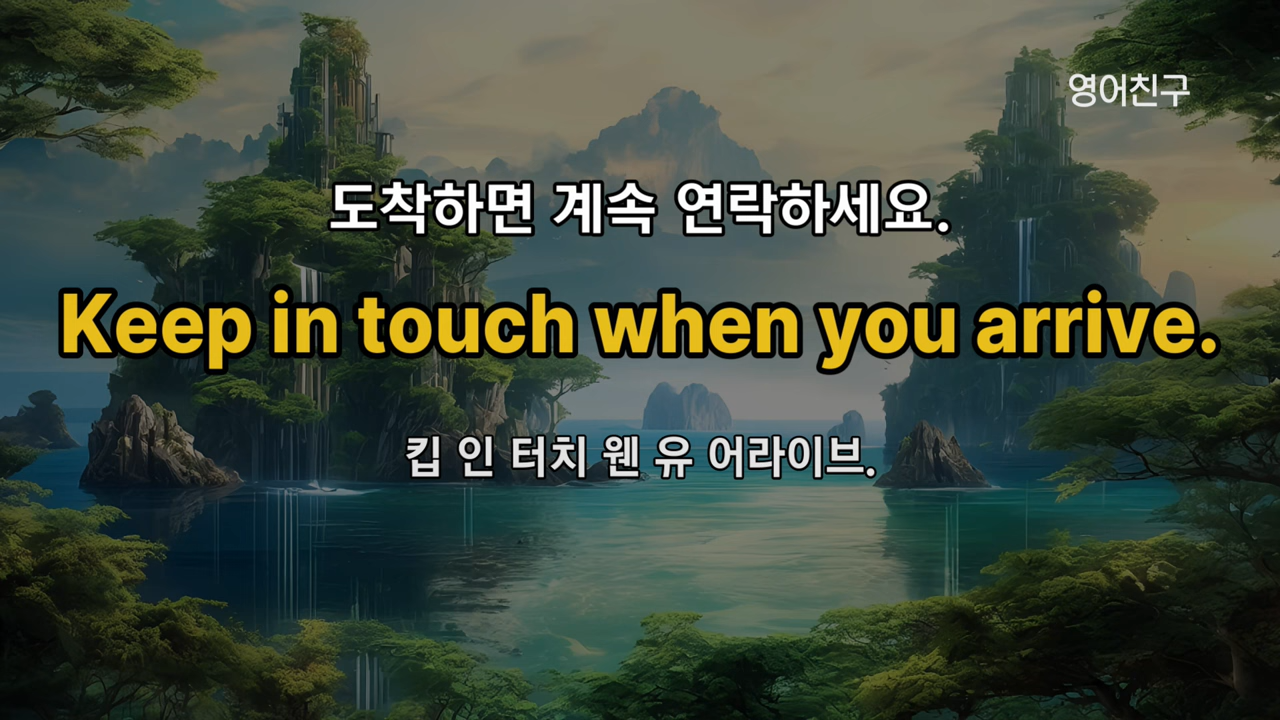 영어친구
도착하면 계속 연락하세요.
Keep in touch when you arrive.
킵 인 터치 웬 유 어라이브.